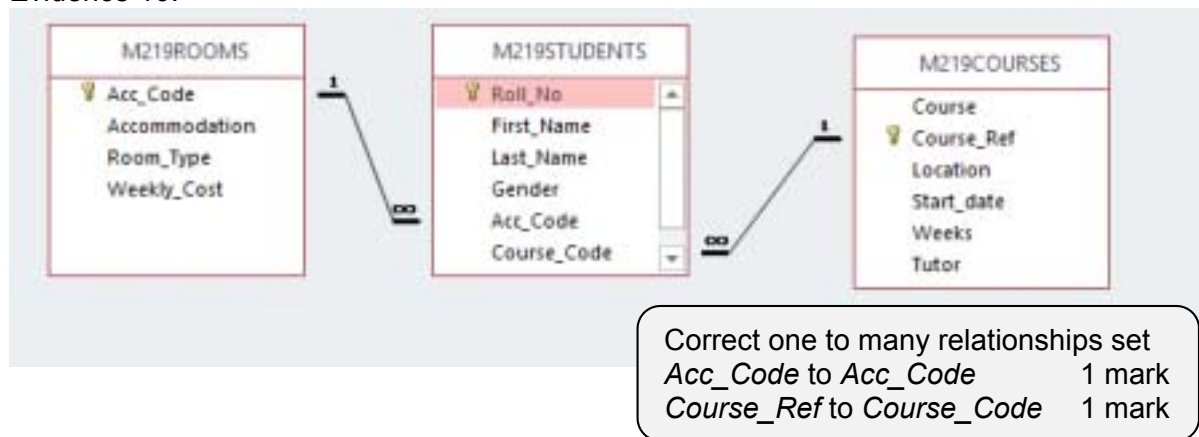 M219ROOMS
Acc_Code
Accommodation
Room_Type
Weekly_Cost
1
∞
M219STUDENTS
Roll_No
First_Name
Last_Name
Gender
Acc_Code
Course_Code
∞
1
M219COURSES
Course
Course_Ref
Location
Start_date
Weeks
Tutor
Correct one to many relationships set
Acc_Code to Acc_Code 1 mark
Course_Ref to Course_Code 1 mark